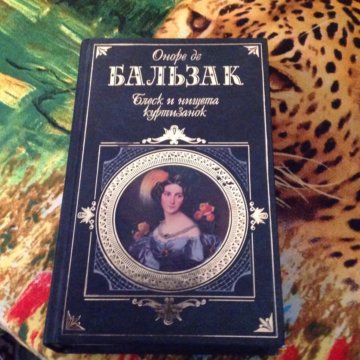 Оноре де
БАЛЬЗАК
Блеск и нищета
куртизанок